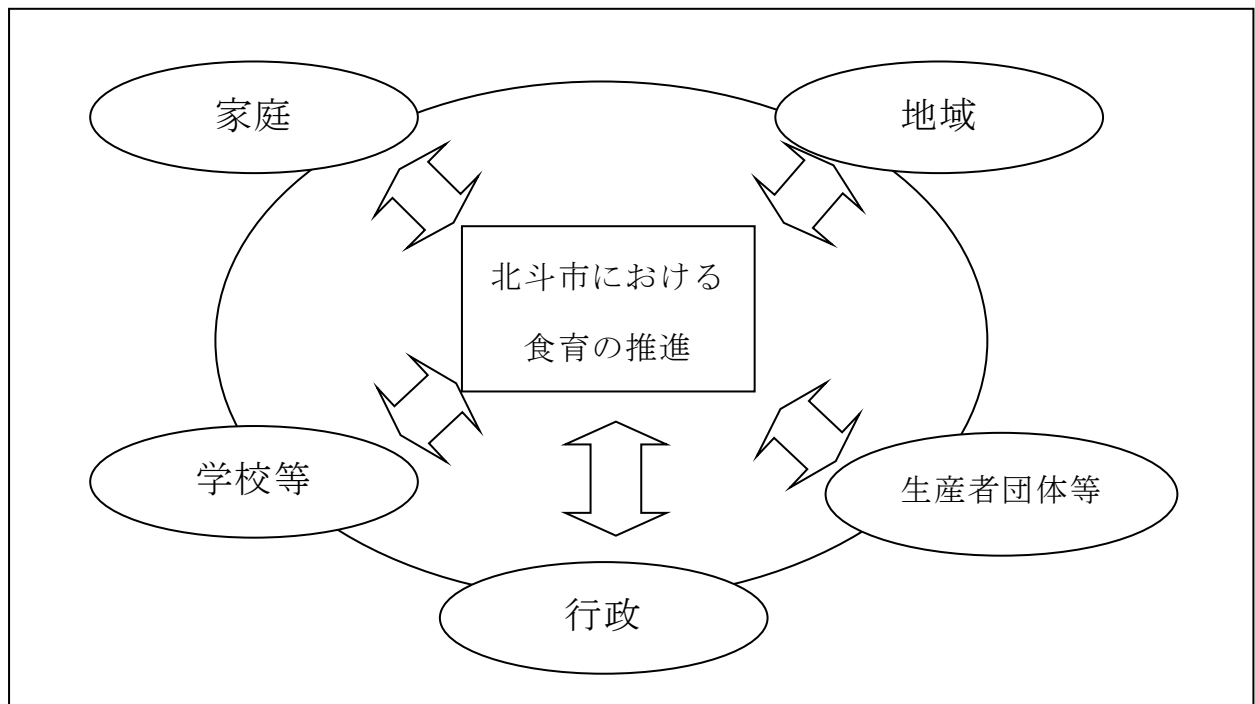 家庭
地域
北斗市における
食育の推進
学校等
生産者団体等
行政